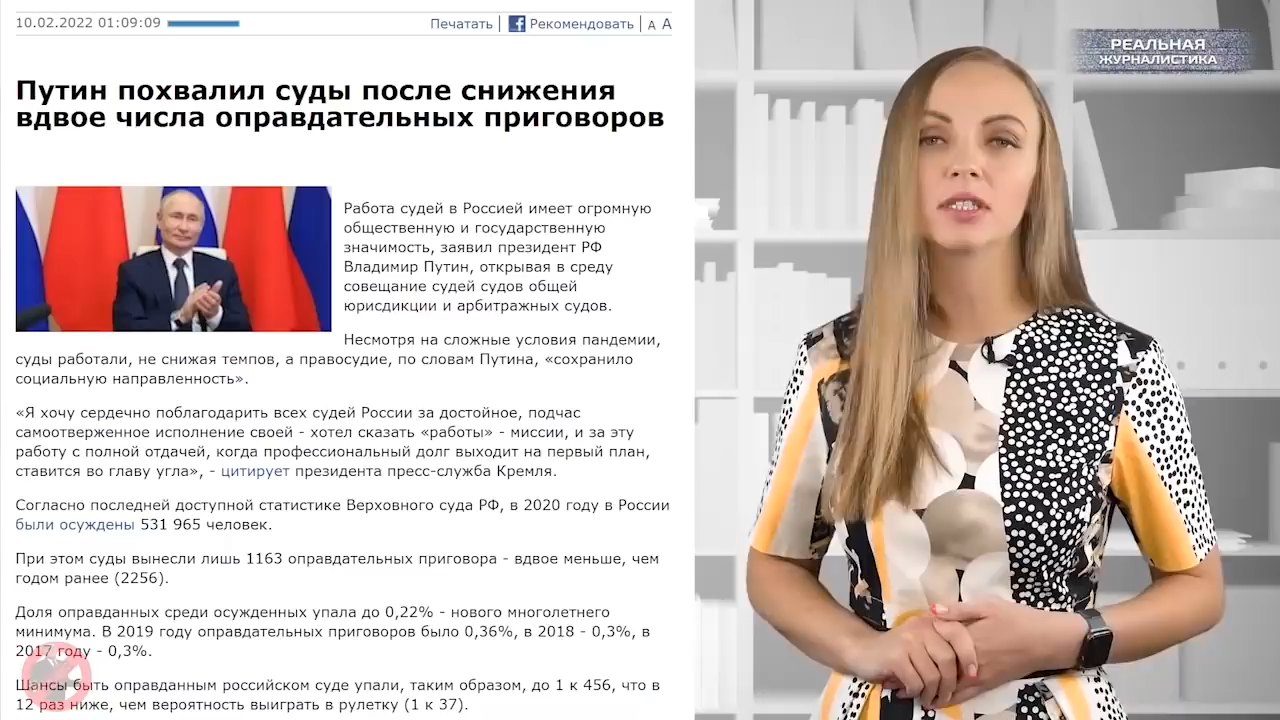 10.02.2022 01:09:09
Печатать | Рекомендовать | А А
РЕАЛЬНАЯ
ЖУРНАЛИСТИКА
Путин похвалил суды после снижения
вдвое числа оправдательных приговоров
Работа судей в Россией имеет огромную
общественную и государственную
значимость, заявил президент РФ
Владимир Путин, открывая в среду
совещание судей судов общей
юрисдикции и арбитражных судов.
Несмотря на сложные условия пандемии,
суды работали, не снижая темпов, а правосудие, по словам Путина, «сохранило
социальную направленность».
«Я хочу сердечно поблагодарить всех судей России за достойное, подчас
самоотверженное исполнение своей - хотел сказать «работы» - миссии, и за эту
работу с полной отдачей, когда профессиональный долг выходит на первый план,
ставится во главу угла», - цитирует президента пресс-служба Кремля.
Согласно последней доступной статистике Верховного суда РФ, в 2020 году в России
были осуждены 531 965 человек.
При этом суды вынесли лишь 1163 оправдательных приговора - вдвое меньше, чем
годом ранее (2256).
Доля оправданных среди осужденных упала до 0,22% - нового многолетнего
минимума. В 2019 году оправдательных приговоров было 0,36%, в 2018 - 0,3%, в
2017 году - 0,3%.
Шансы быть оправданным российском суде упали, таким образом, до 1 к 456, что в
12 раз ниже, чем вероятность выиграть в рулетку (1 к 37).